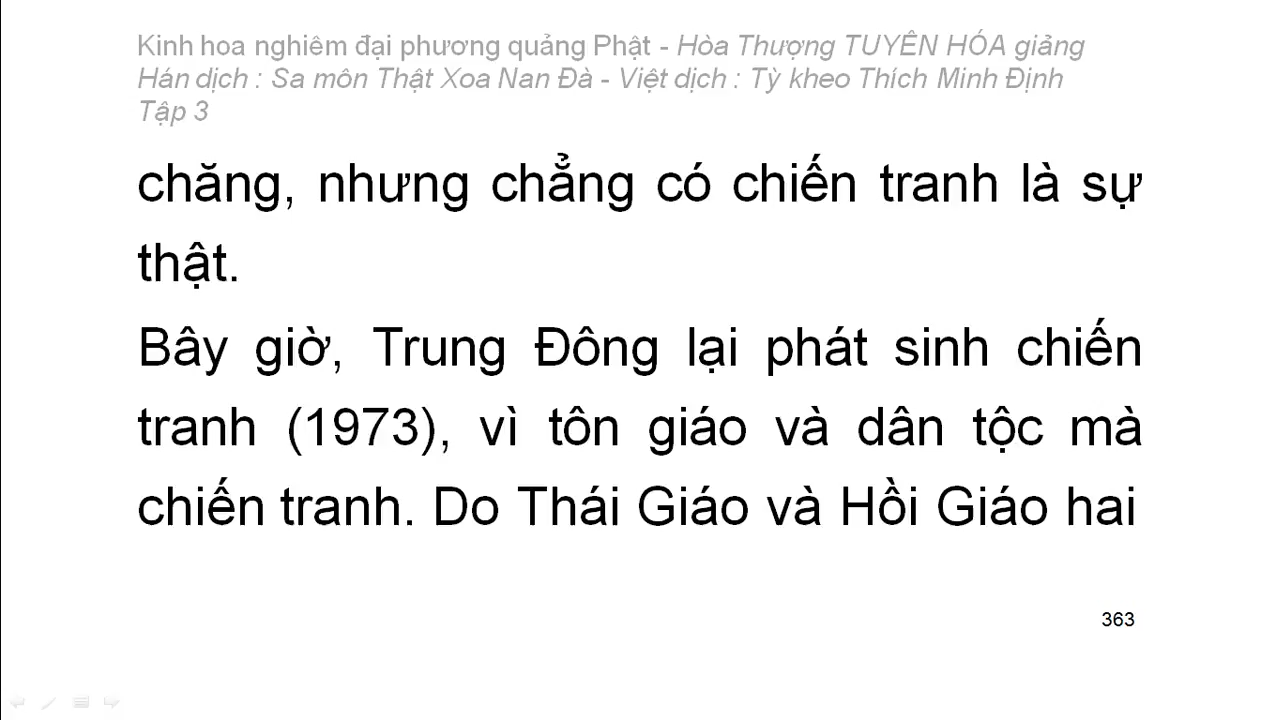 Kinh hoa nghiêm đại phương quảng Phật - Hòa Thượng TUYÊN HÓA giảng
Hán dịch : Sa môn Thật Xoa Nan Đà - Việt dịch : Tỳ kheo Thích Minh Định
Tập 3
chăng, nhưng chẳng có chiến tranh là sự
thật.
Bây giờ, Trung Đông lại phát sinh chiến
tranh (1973), vì tôn giáo và dân tộc mà
chiến tranh. Do Thái Giáo và Hồi Giáo hai
363